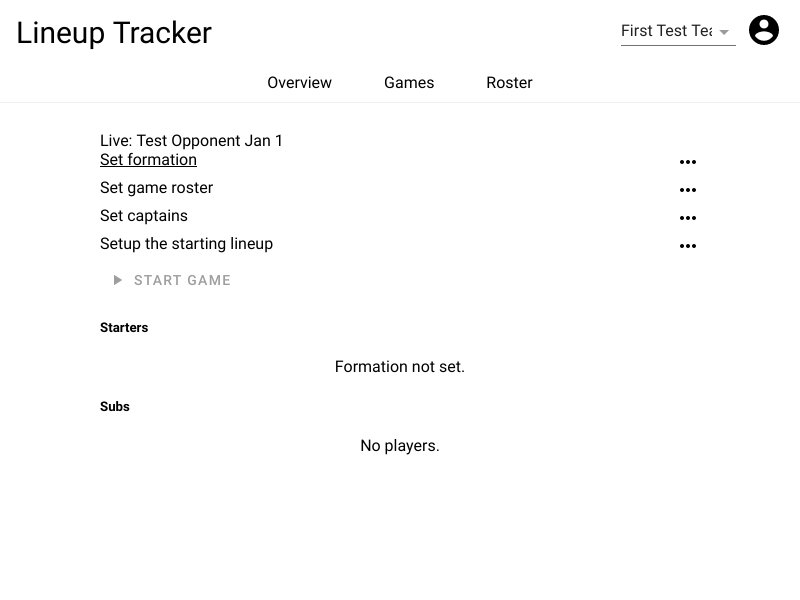 Lineup Tracker
First Test Tea
Overview Games Roster
Live: Test Opponent Jan 1
Set formation
Set game roster
Set captains
Setup the starting lineup
START GAME
Starters
Formation not set.
Subs
No players.